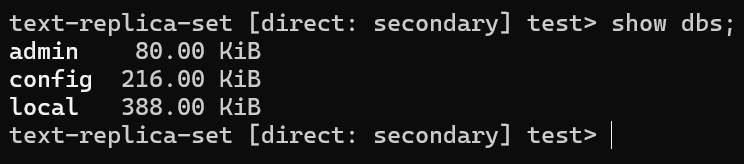 text-replica-set [direct: secondary] test> show dbs;
admin    80.00 KiB
config  216.00 KiB
local   388.00 KiB
text-replica-set [direct: secondary] test>